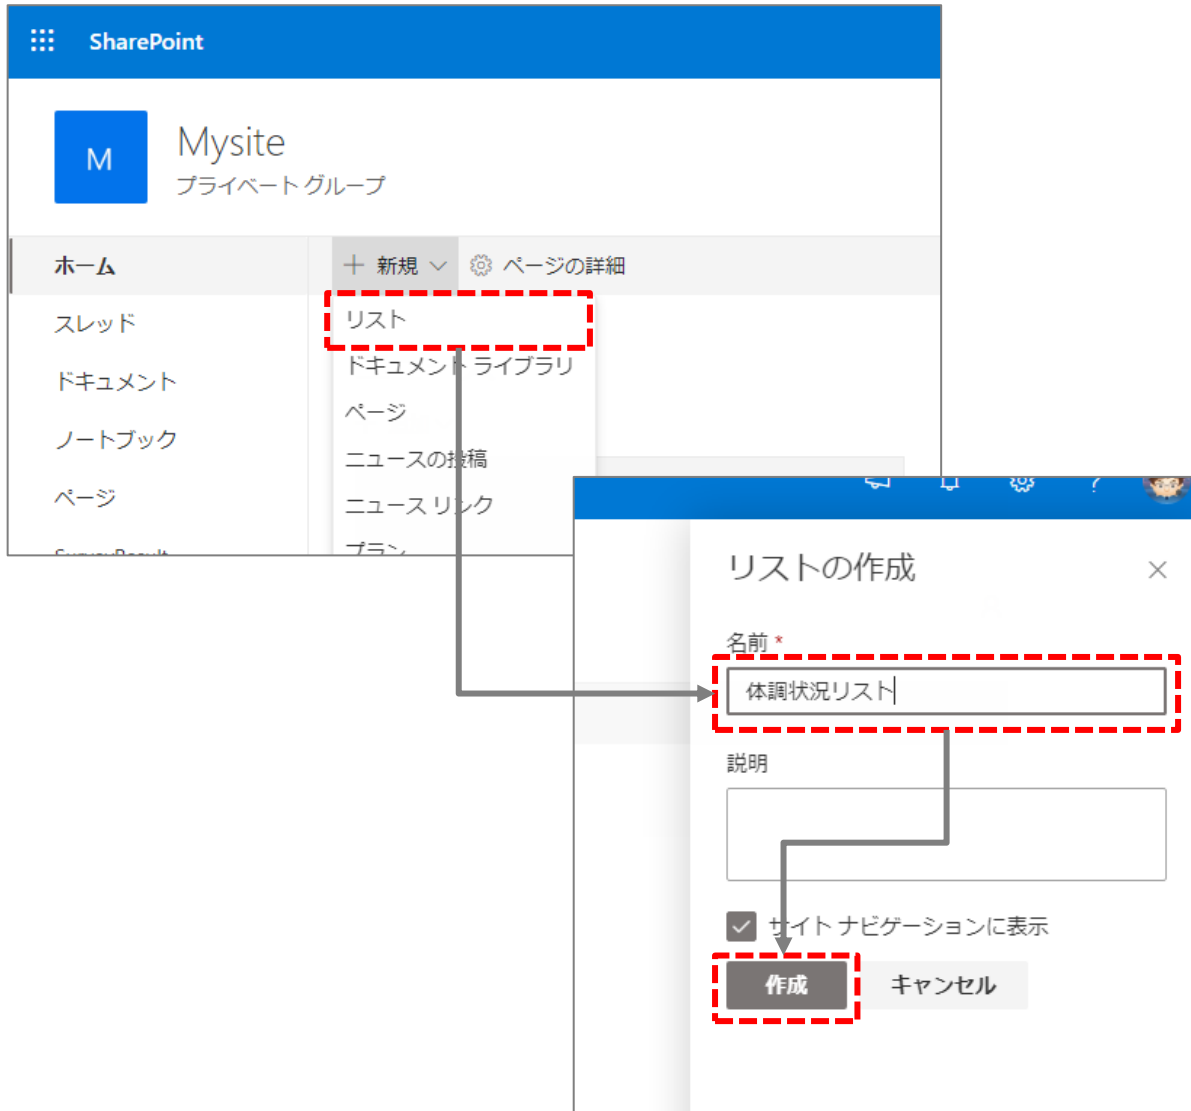 SharePoint
M
Mysite
プライベート グループ
ホーム
＋ 新規 ページの詳細
スレッド
ドキュメント
ノートブック
ページ
SurveyResult
リスト
ドキュメント ライブラリ
ページ
ニュースの投稿
ニュース リンク
プラン
?
リストの作成
名前 *
体調状況リスト
説明
サイト ナビゲーションに表示
作成 キャンセル